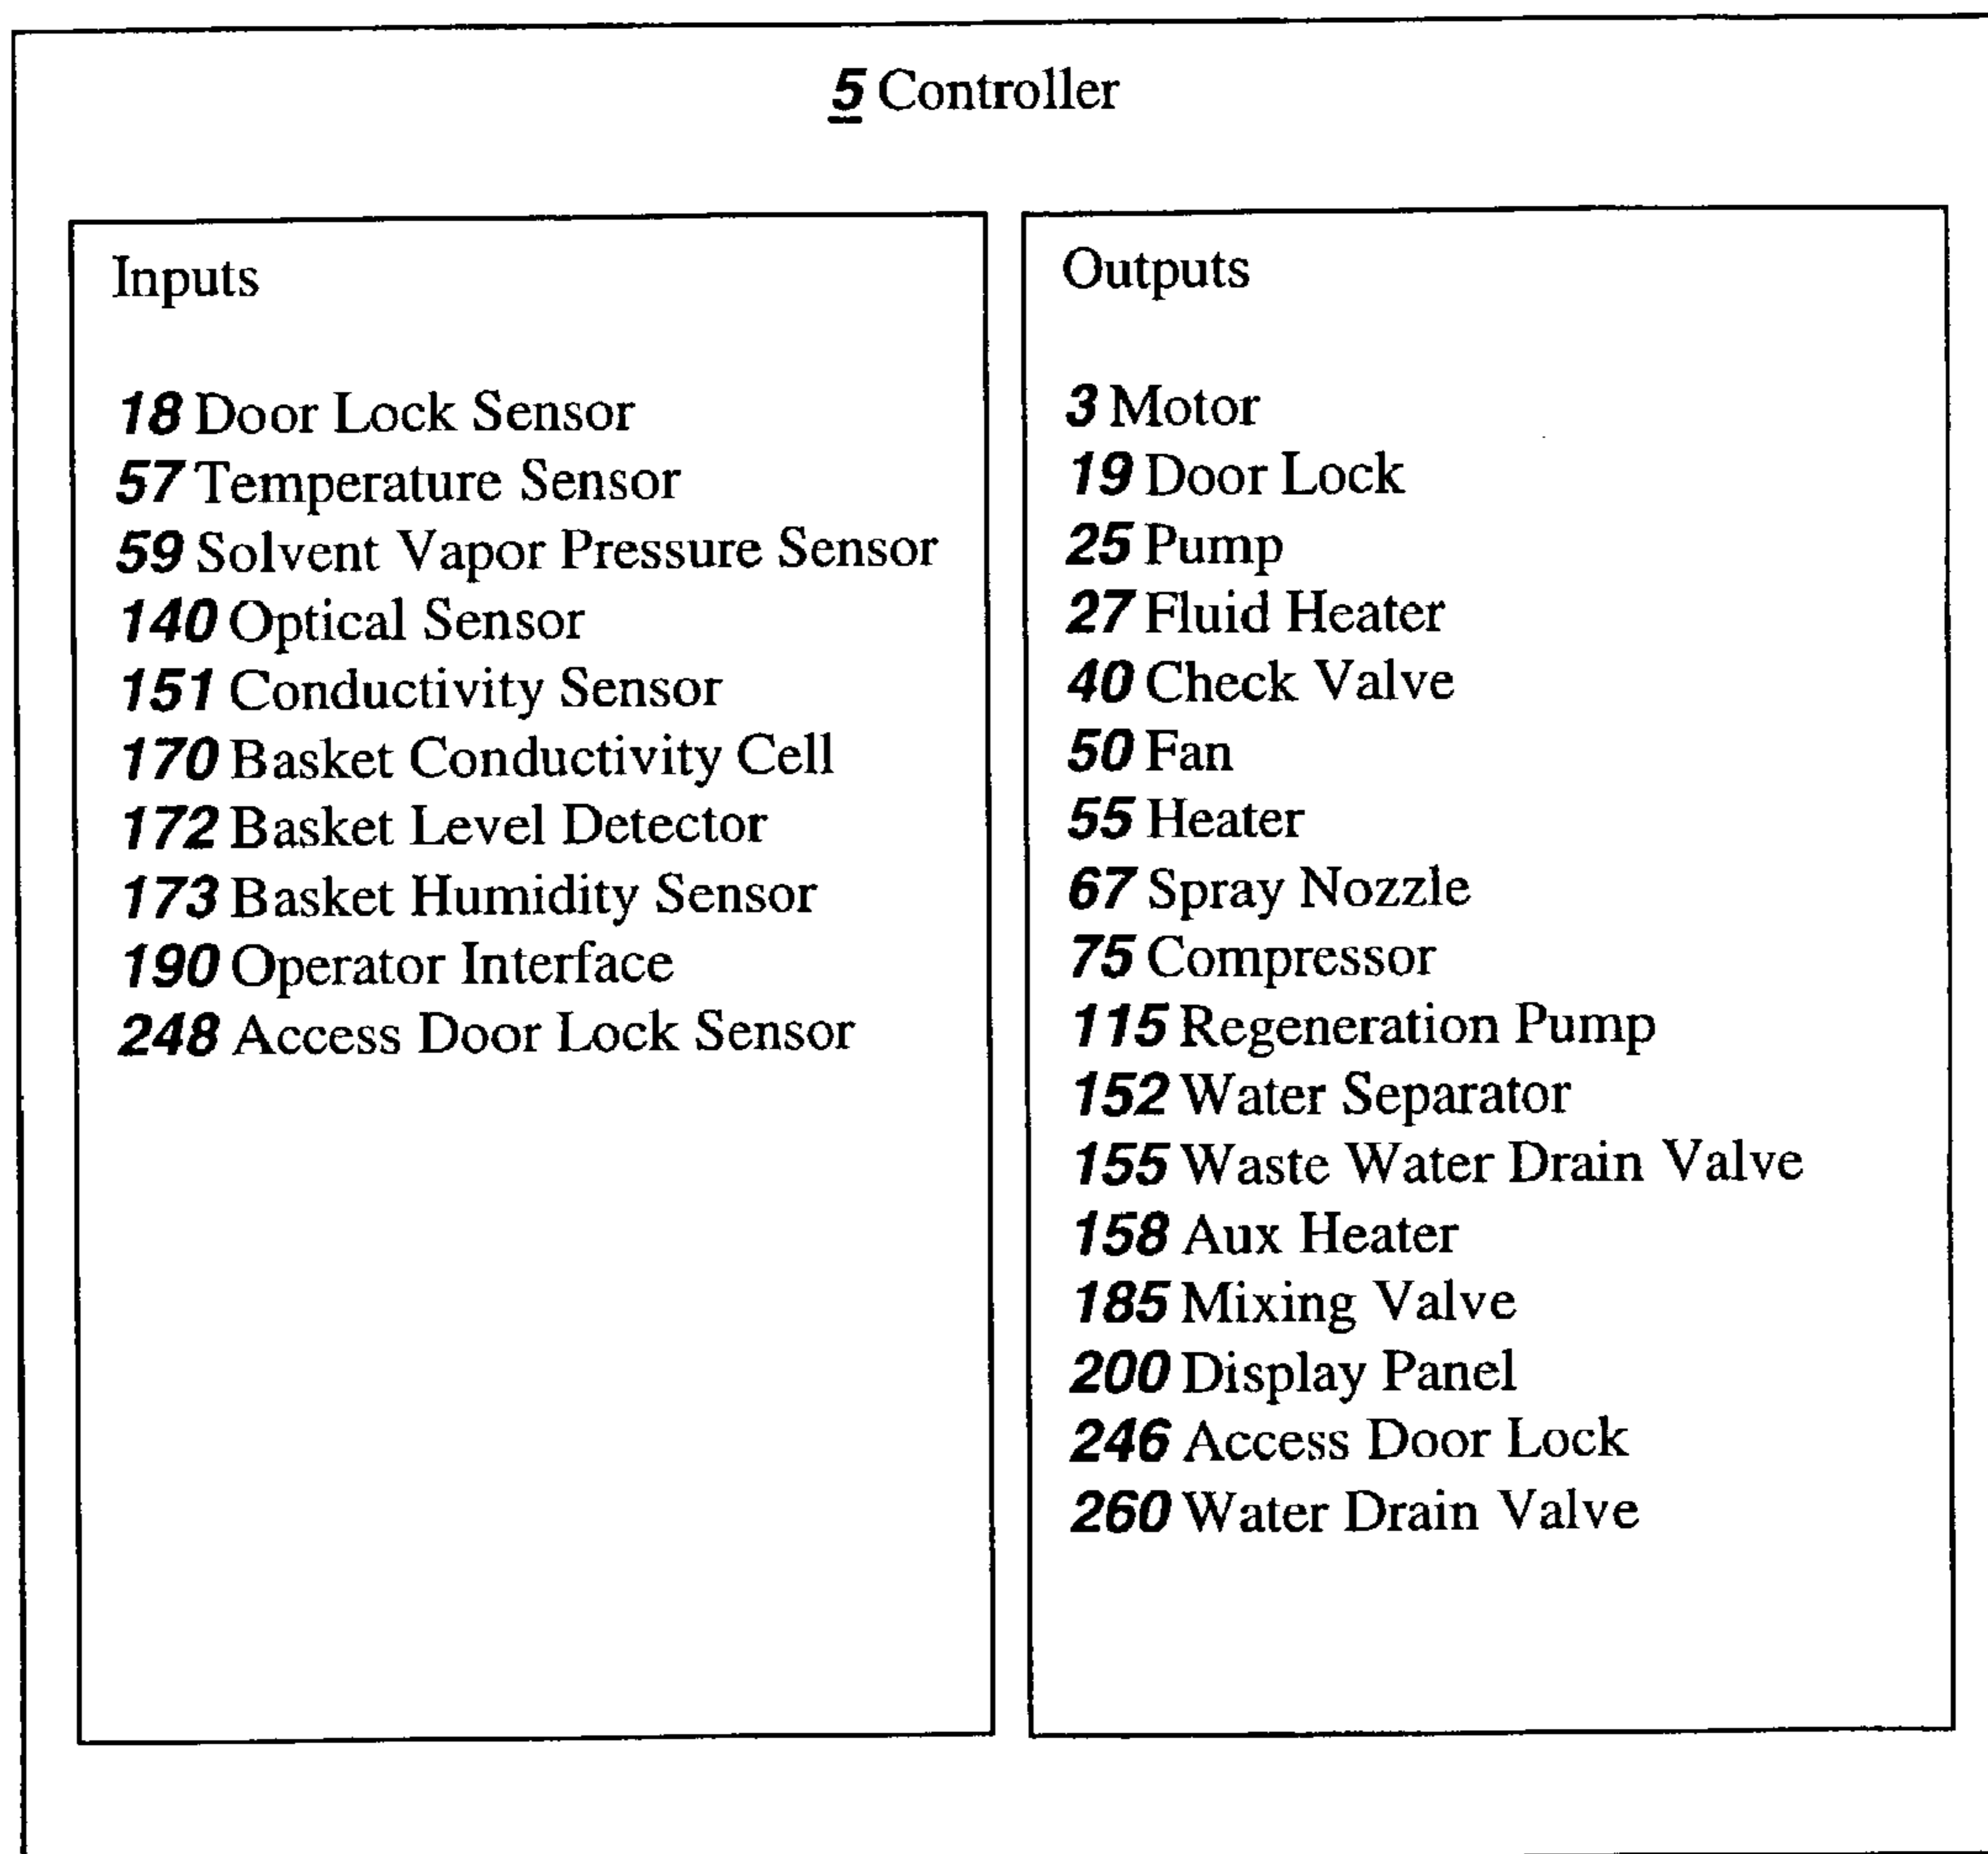 5 Controller
Inputs
18 Door Lock Sensor
57 Temperature Sensor
59 Solvent Vapor Pressure Sensor
140 Optical Sensor
151 Conductivity Sensor
170 Basket Conductivity Cell
172 Basket Level Detector
173 Basket Humidity Sensor
190 Operator Interface
248 Access Door Lock Sensor
Outputs
3 Motor
19 Door Lock
25 Pump
27 Fluid Heater
40 Check Valve
50 Fan
55 Heater
67 Spray Nozzle
75 Compressor
115 Regeneration Pump
152 Water Separator
155 Waste Water Drain Valve
158 Aux Heater
185 Mixing Valve
200 Display Panel
246 Access Door Lock
260 Water Drain Valve